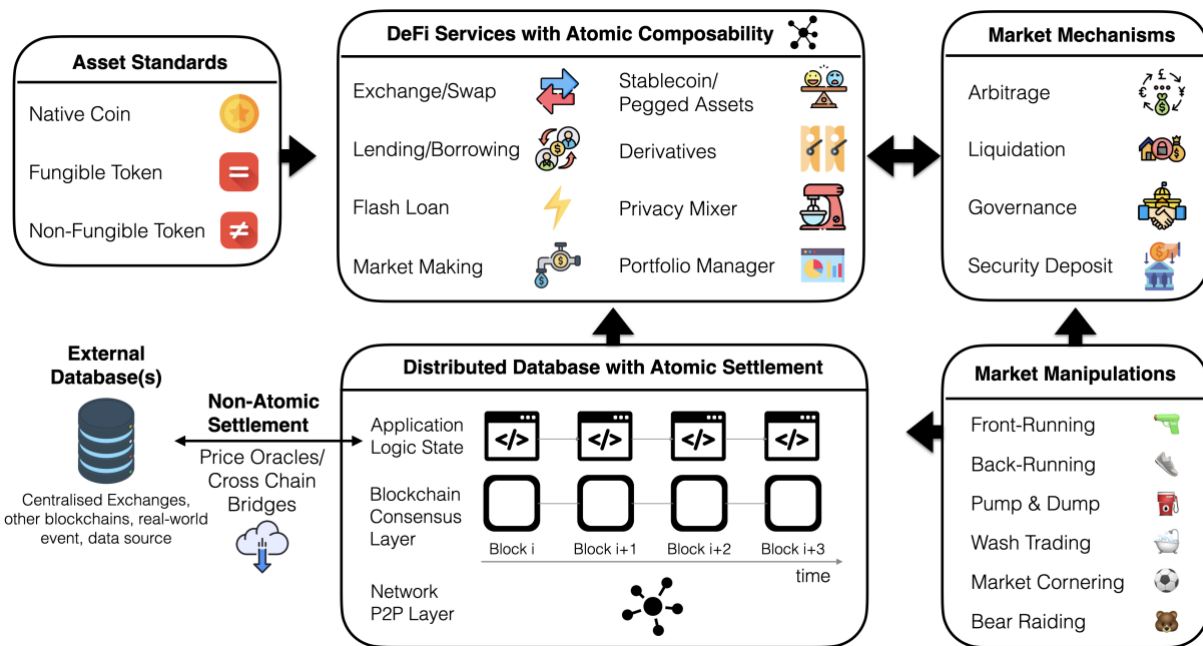 Asset Standards
Native Coin
Fungible Token
=
Non-Fungible Token
≠
DeFi Services with Atomic Composability
Exchange/Swap
Lending/Borrowing
$
Flash Loan
Market Making
$
Stablecoin/
Pegged Assets
Derivatives
Privacy Mixer
Portfolio Manager
Market Mechanisms
Arbitrage
£
€ ¥
$
Liquidation
$
Governance
Security Deposit
$
External
Database(s)
Centralised Exchanges,
other blockchains, real-world
event, data source
Non-Atomic
Settlement
Price Oracles/
Cross Chain
Bridges
Distributed Database with Atomic Settlement
Application
Logic State
</> </> </> </>
Blockchain
Consensus
Layer
Block i Block i+1 Block i+2 Block i+3
time
Network
P2P Layer
Market Manipulations
Front-Running
Back-Running
Pump & Dump
Wash Trading
Market Cornering
Bear Raiding